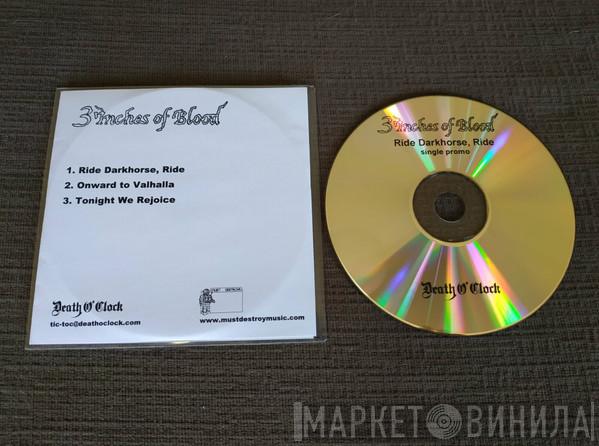 3 Inches of Blood
1. Ride Darkhorse, Ride
2. Onward to Valhalla
3. Tonight We Rejoice
Death O'Clock
tic-toc@deathoclock.com
MUST DESTROY
www.mustdestroymusic.com
3 Inches of Blood
Ride Darkhorse, Ride
single promo
Death O'Clock
МАРКЕТ ВИНИЛА